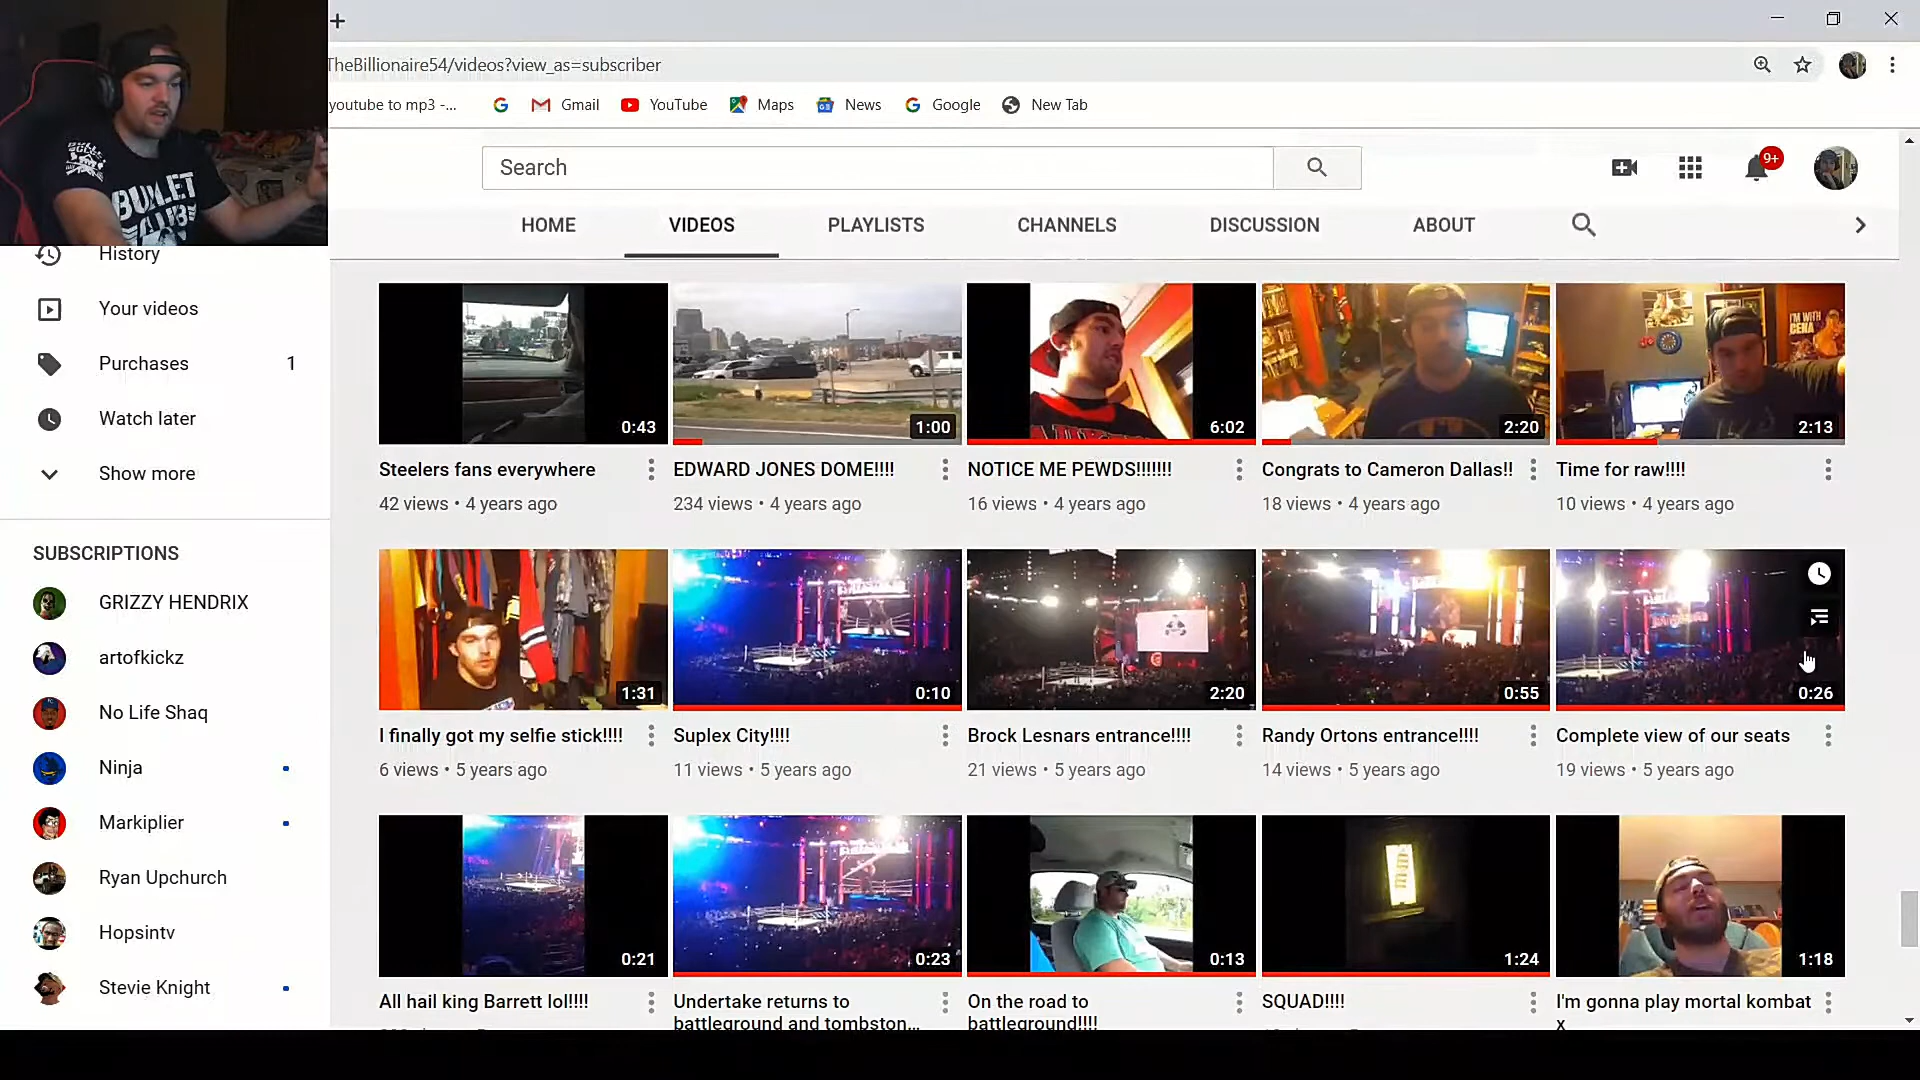 TheBillionaire54/videos?view_as=subscriber
youtube to mp3 -...
Gmail
YouTube
Maps
News
Google
New Tab
Search
9+
HOME
VIDEOS
PLAYLISTS
CHANNELS
DISCUSSION
ABOUT
BULLET
CLUB
History
Your videos
Purchases 1
Watch later
Show more
SUBSCRIPTIONS
GRIZZY HENDRIX
artofkickz
No Life Shaq
Ninja
Markiplier
Ryan Upchurch
Hopsintv
Stevie Knight
0:43
Steelers fans everywhere
42 views • 4 years ago
1:00
EDWARD JONES DOME!!!!
234 views • 4 years ago
6:02
NOTICE ME PEWDS!!!!!!!
16 views • 4 years ago
2:20
Congrats to Cameron Dallas!!
18 views • 4 years ago
I'M WITH
CENA
2:13
Time for raw!!!!
10 views • 4 years ago
1:31
I finally got my selfie stick!!!!
6 views • 5 years ago
0:10
Suplex City!!!!
11 views • 5 years ago
2:20
Brock Lesnars entrance!!!!
21 views • 5 years ago
0:55
Randy Ortons entrance!!!!
14 views • 5 years ago
0:26
Complete view of our seats
19 views • 5 years ago
0:21
All hail king Barrett lol!!!!
0:23
Undertake returns to
battleground and tombston...
0:13
On the road to
battleground!!!!
1:24
SQUAD!!!!
1:18
I'm gonna play mortal kombat
x